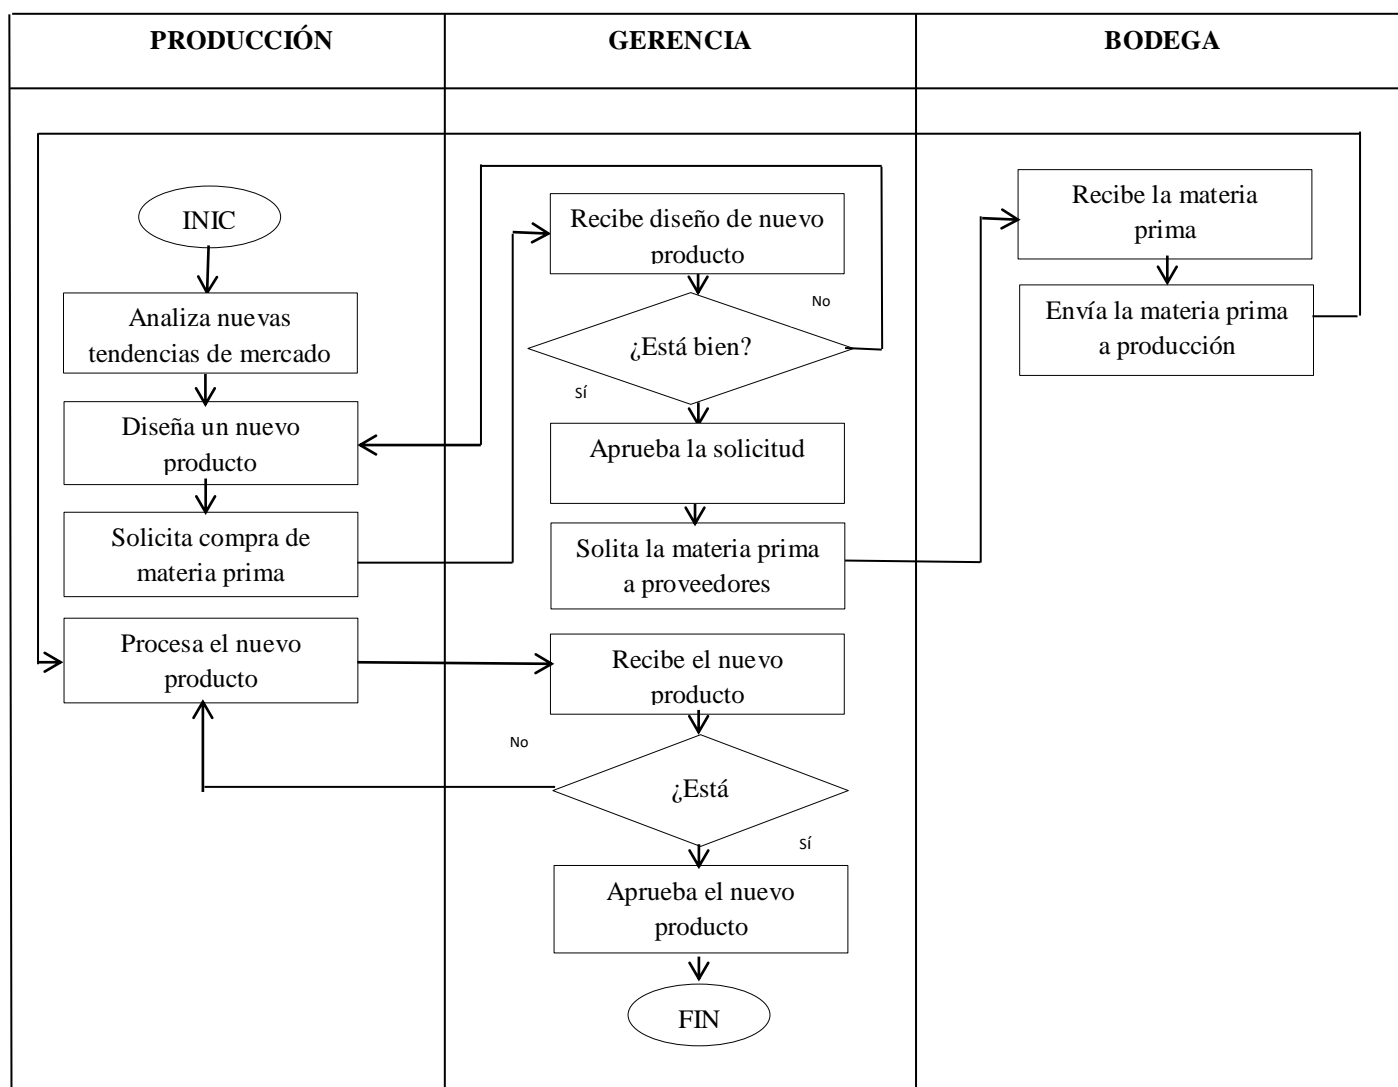 PRODUCCIÓN
GERENCIA
BODEGA
INIC
Analiza nuevas
tendencias de mercado
Diseña un nuevo
producto
Solicita compra de
materia prima
Procesa el nuevo
producto
Recibe diseño de nuevo
producto
No
¿Está bien?
Sí
Aprueba la solicitud
Solita la materia prima
a proveedores
Recibe el nuevo
producto
No
¿Está
Sí
Aprueba el nuevo
producto
FIN
Recibe la materia
prima
Envía la materia prima
a producción